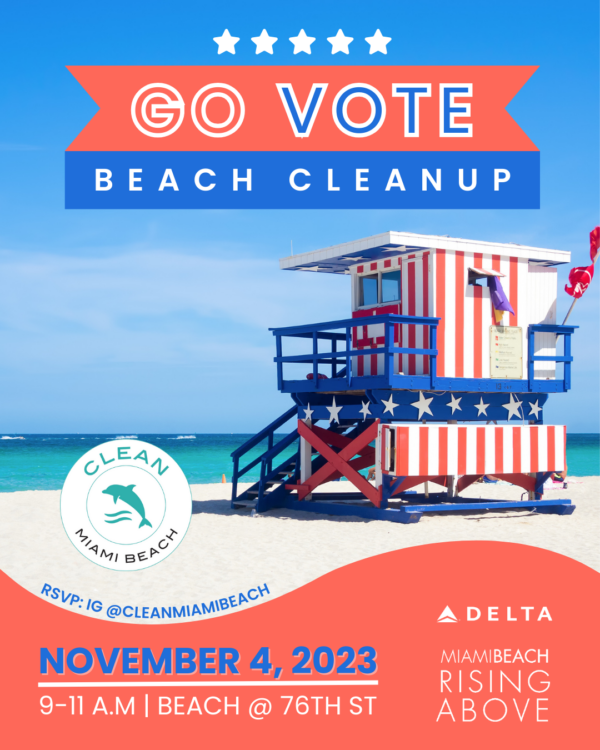 GO VOTE
BEACH CLEANUP
CLEAN
MIAMI BEACH
RSVP: IG @CLEANMIAMIBEACH
NOVEMBER 4, 2023
9-11 A.M | BEACH @ 76TH ST
DELTA
MIAMIBEACH
RISING
ABOVE